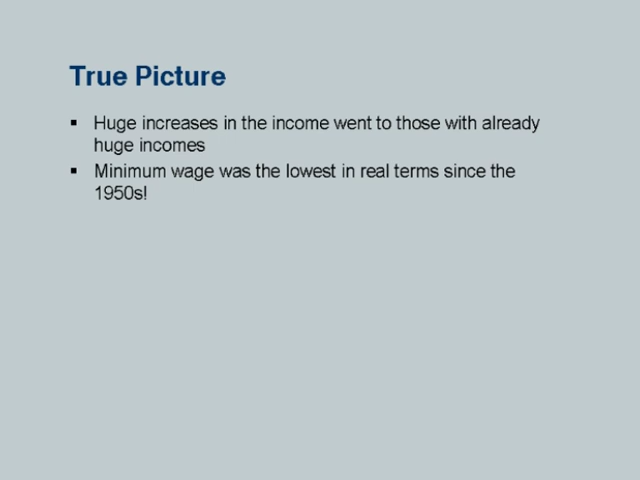 True Picture
▪ Huge increases in the income went to those with already
huge incomes
▪ Minimum wage was the lowest in real terms since the
1950s!